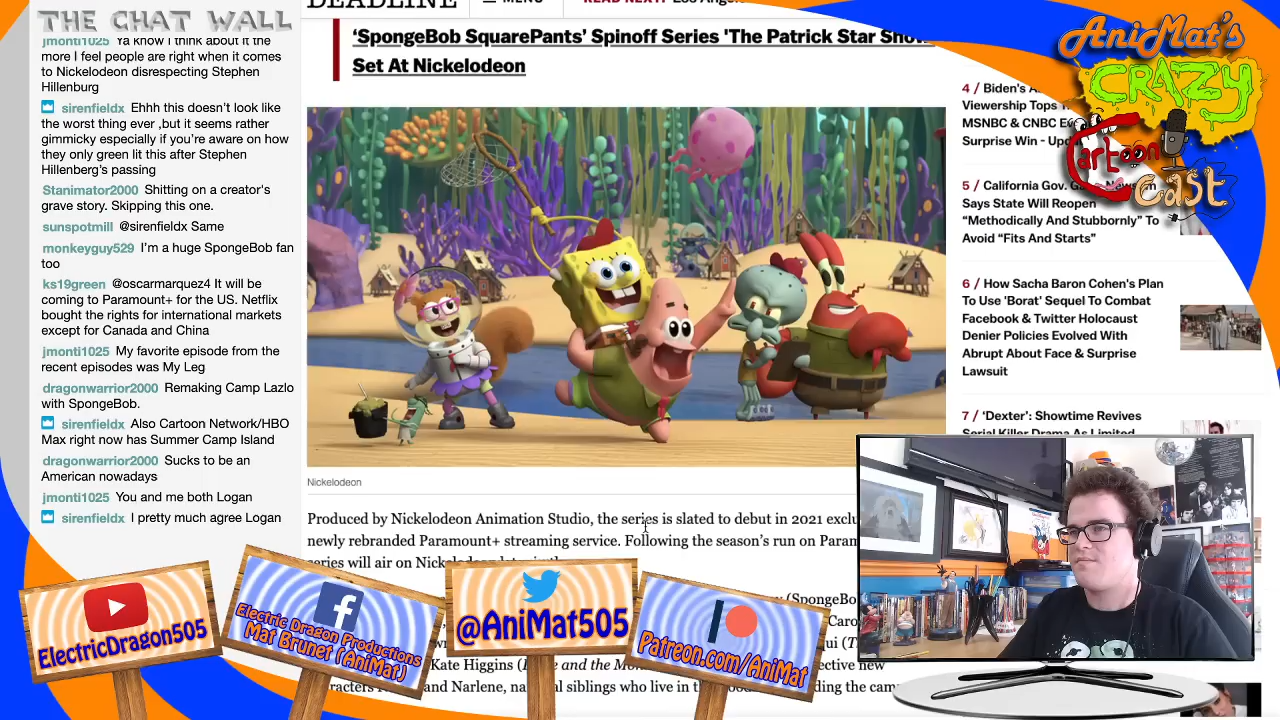 THE CHAT WALL
jmonti1025 Ya know I think about it the
more I feel people are right when it comes
to Nickelodeon disrespecting Stephen
Hillenburg
sirenfieldx Ehhh this doesn't look like
the worst thing ever ,but it seems rather
gimmicky especially if you're aware on how
they only green lit this after Stephen
Hillenberg's passing
Stanimator2000 Shitting on a creator's
grave story. Skipping this one.
sunspotmill @sirenfieldx Same
monkeyguy529 I'm a huge SpongeBob fan
too
ks19green @oscarmarquez4 It will be
coming to Paramount+ for the US. Netflix
bought the rights for international markets
except for Canada and China
jmonti1025 My favorite episode from the
recent episodes was My Leg
dragonwarrior2000 Remaking Camp Lazlo
with SpongeBob.
sirenfieldx Also Cartoon Network/HBO
Max right now has Summer Camp Island
dragonwarrior2000 Sucks to be an
American nowadays
jmonti1025 You and me both Logan
sirenfieldx I pretty much agree Logan
DEADLINE
MENU
READ NEXT:
'SpongeBob SquarePants' Spinoff Series 'The Patrick Star
Set At Nickelodeon
Nickelodeon
Produced by Nickelodeon Animation Studio, the series is slated to debut in 2021
newly rebranded Paramount+ streaming service. Following the season's run on
series will air on
Kate Higgins (
and Narlene,
siblings who live in
4 / Biden's
Viewership Tops
MSNBC & CNBC
Surprise Win -
5 / California Gov.
Says State Will Reopen
"Methodically And Stubbornly" To
Avoid "Fits And Starts"
6 / How Sacha Baron Cohen's Plan
To Use 'Borat' Sequel To Combat
Facebook & Twitter Holocaust
Denier Policies Evolved With
Abrupt About Face & Surprise
Lawsuit
7 / 'Dexter': Showtime Revives
Serial Killer Drama As Limited
AniMat's
CRAZY
Cartoon
Cast
ElectricDragon505
Electric Dragon Productions
Mat Brunet (AniMat)
@AniMat505
Patreon.com/AniMat